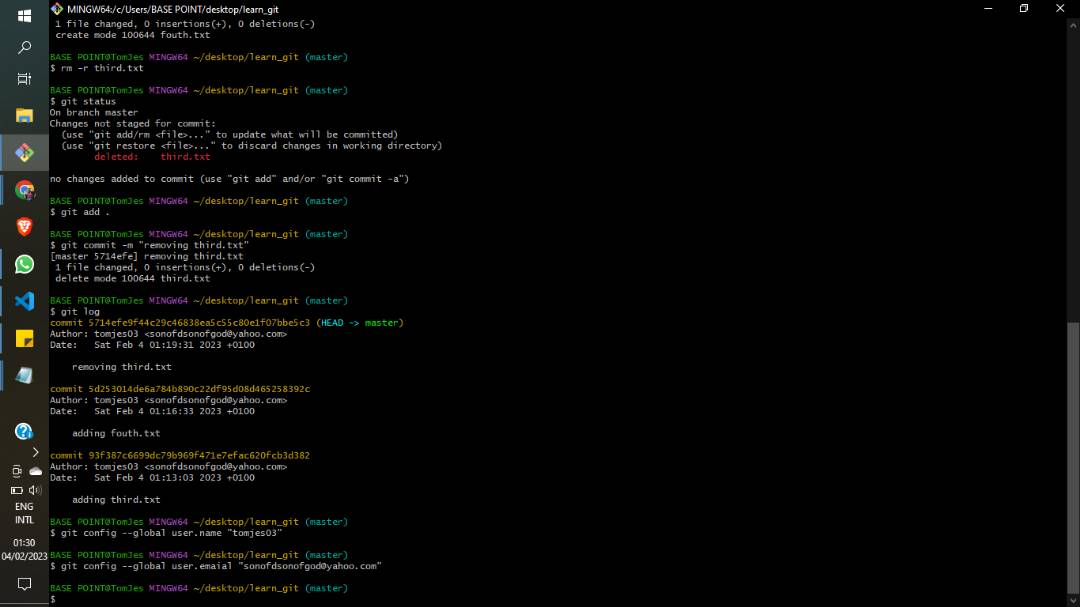 MINGW64:/c/Users/BASE POINT/desktop/learn_git
1 file changed, 0 insertions(+), 0 deletions(-)
create mode 100644 fouth.txt
BASE POINT@TomJes MINGW64 ~/desktop/learn_git (master)
$ rm -r third.txt
BASE POINT@TomJes MINGW64 ~/desktop/learn_git (master)
$ git status
On branch master
Changes not staged for commit:
(use "git add/rm <file>..." to update what will be committed)
(use "git restore <file>..." to discard changes in working directory)
deleted:    third.txt
no changes added to commit (use "git add" and/or "git commit -a")
BASE POINT@TomJes MINGW64 ~/desktop/learn_git (master)
$ git add .
BASE POINT@TomJes MINGW64 ~/desktop/learn_git (master)
$ git commit -m "removing third.txt"
[master 5714efe] removing third.txt
1 file changed, 0 insertions(+), 0 deletions(-)
delete mode 100644 third.txt
BASE POINT@TomJes MINGW64 ~/desktop/learn_git (master)
$ git log
commit 5714efe9f44c29c46838ea5c55c80e1f07bbe5c3 (HEAD -> master)
Author: tomjes03 <sonofdsonofgod@yahoo.com>
Date:   Sat Feb 4 01:19:31 2023 +0100
removing third.txt
commit 5d253014de6a784b890c22df95d08d465258392c
Author: tomjes03 <sonofdsonofgod@yahoo.com>
Date:   Sat Feb 4 01:16:33 2023 +0100
adding fouth.txt
commit 93f387c6699dc79b969f471e7efac620fcb3d382
Author: tomjes03 <sonofdsonofgod@yahoo.com>
Date:   Sat Feb 4 01:13:03 2023 +0100
adding third.txt
BASE POINT@TomJes MINGW64 ~/desktop/learn_git (master)
$ git config --global user.name "tomjes03"
BASE POINT@TomJes MINGW64 ~/desktop/learn_git (master)
$ git config --global user.emaial "sonofdsonofgod@yahoo.com"
BASE POINT@TomJes MINGW64 ~/desktop/learn_git (master)
$
ENG
INTL
01:30
04/02/2023